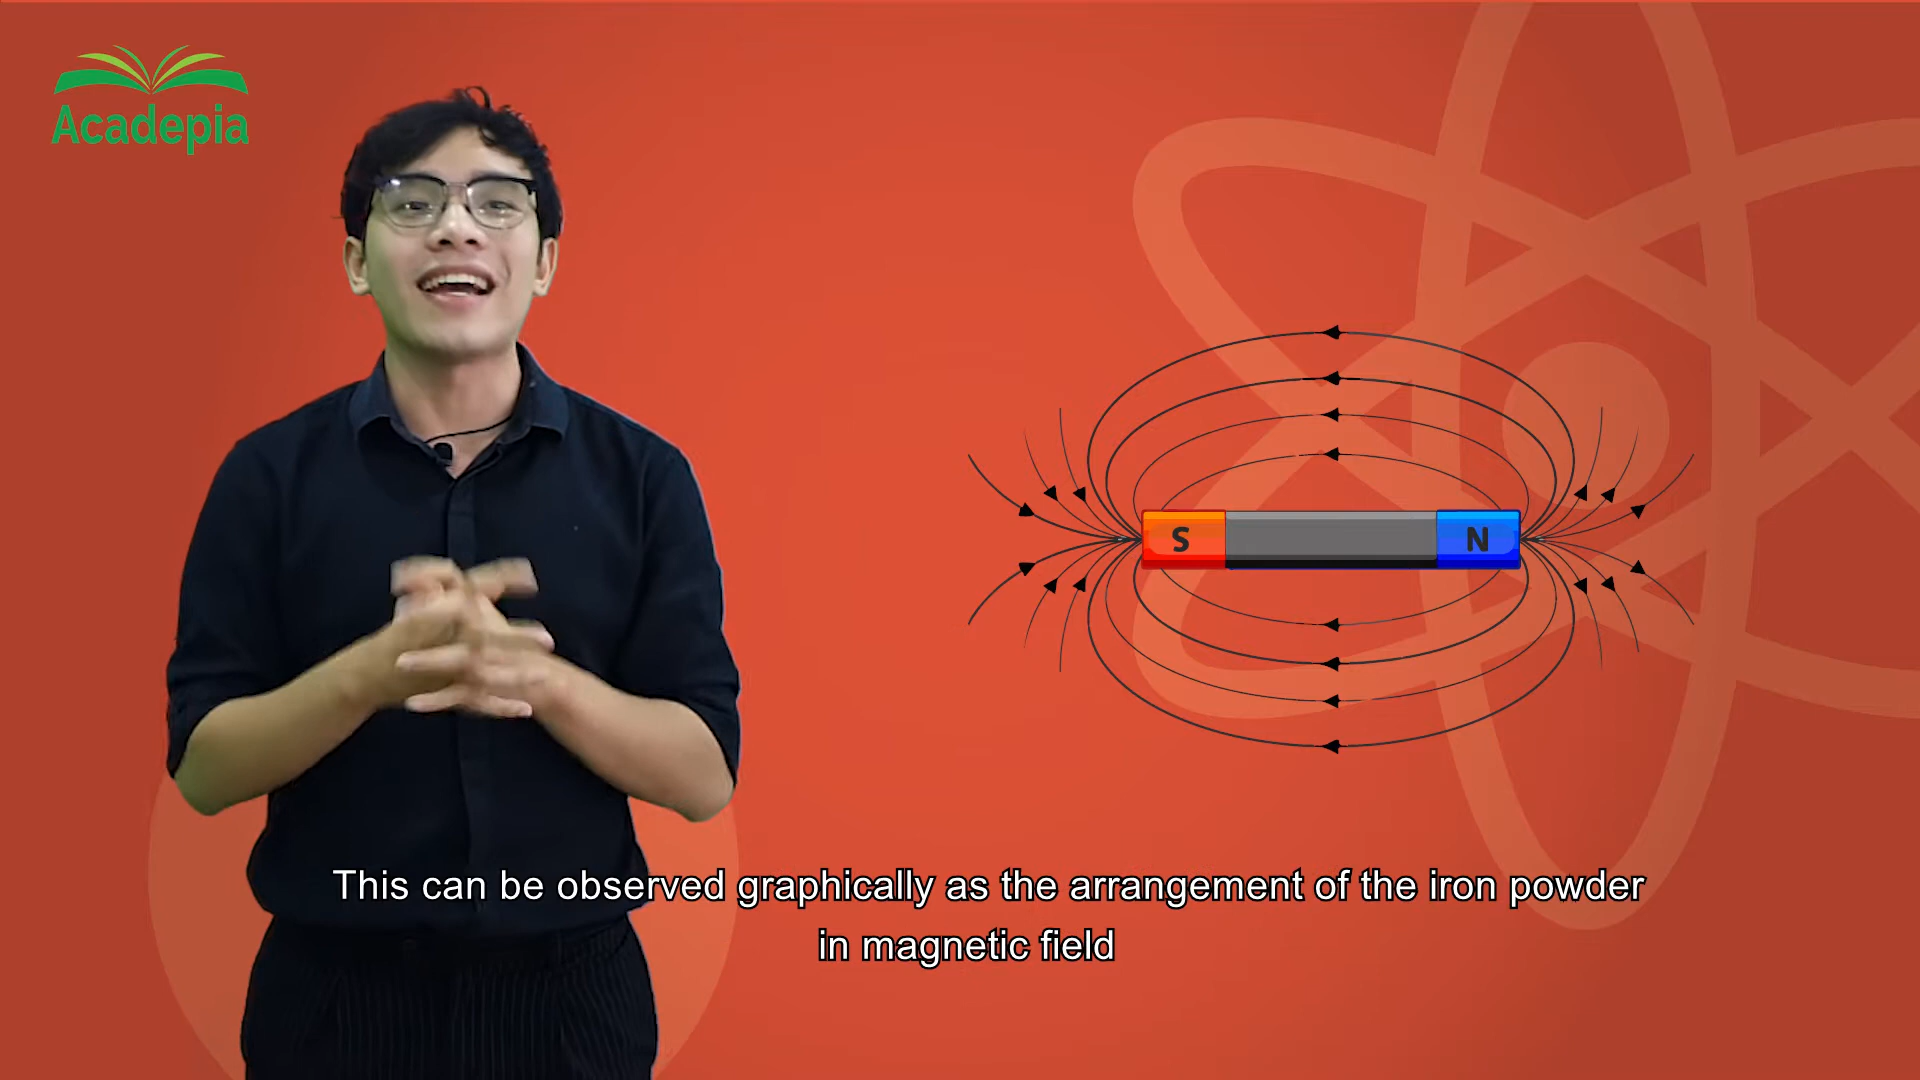 Acadepia
S N
This can be observed graphically as the arrangement of the iron powder
in magnetic field